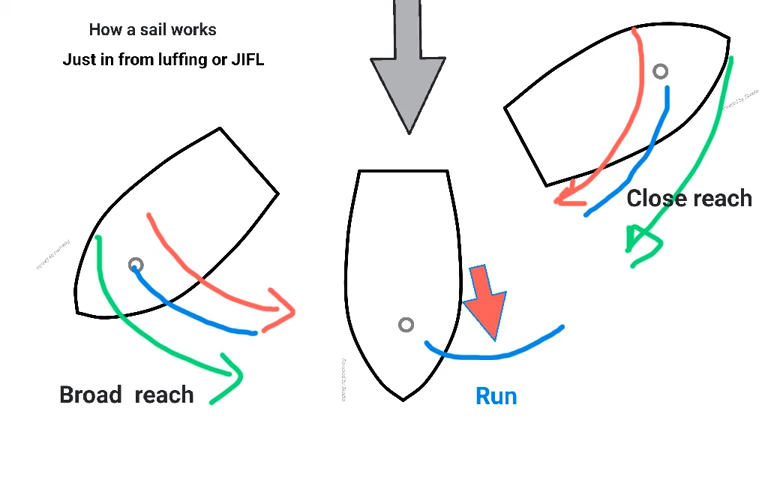 How a sail works
Just in from luffing or JIFL
Close reach
Broad reach
Run